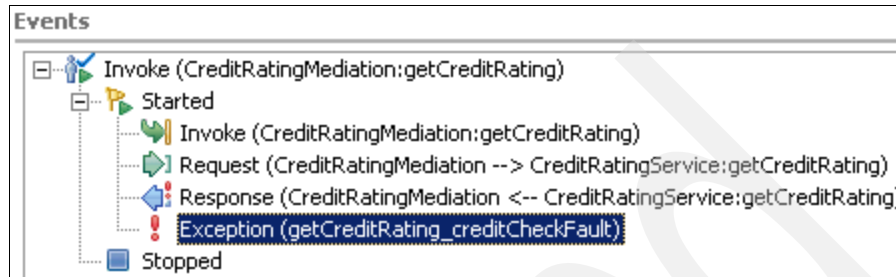 Events
Invoke (CreditRatingMediation:getCreditRating)
Started
Invoke (CreditRatingMediation:getCreditRating)
Request (CreditRatingMediation --> CreditRatingService:getCreditRating)
Response (CreditRatingMediation <-- CreditRatingService:getCreditRating)
Exception (getCreditRating_creditCheckFault)
Stopped